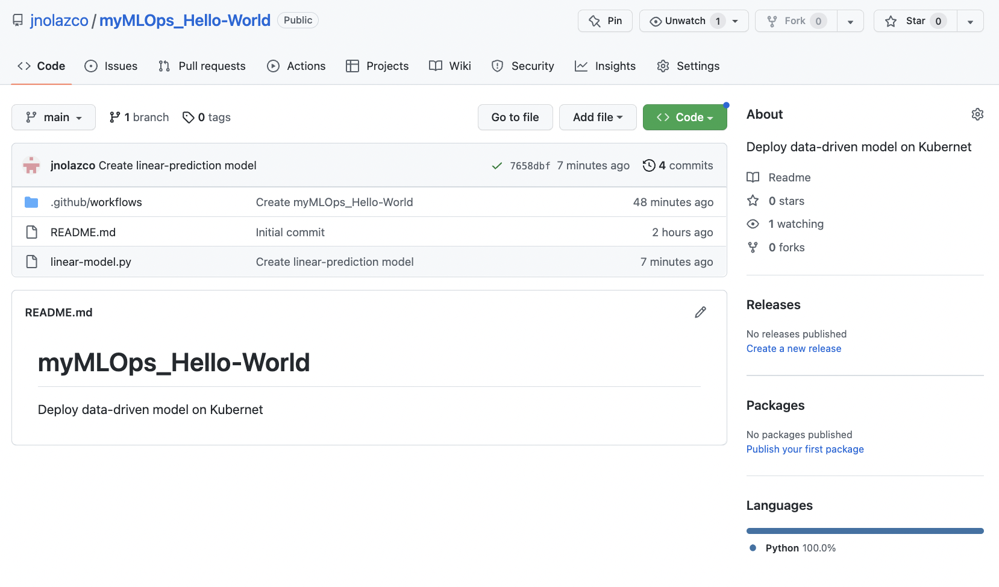 jnolazco / myMLOps_Hello-World Public
Pin Unwatch 1 Fork 0 Star 0
Code Issues Pull requests Actions Projects Wiki Security Insights Settings
main 1 branch 0 tags Go to file Add file Code
jnolazco Create linear-prediction model 7658dbf 7 minutes ago 4 commits
.github/workflows Create myMLOps_Hello-World 48 minutes ago
README.md Initial commit 2 hours ago
linear-model.py Create linear-prediction model 7 minutes ago
README.md
myMLOps_Hello-World
Deploy data-driven model on Kubernet
About
Deploy data-driven model on Kubernet
Readme
0 stars
1 watching
0 forks
Releases
No releases published
Create a new release
Packages
No packages published
Publish your first package
Languages
Python 100.0%